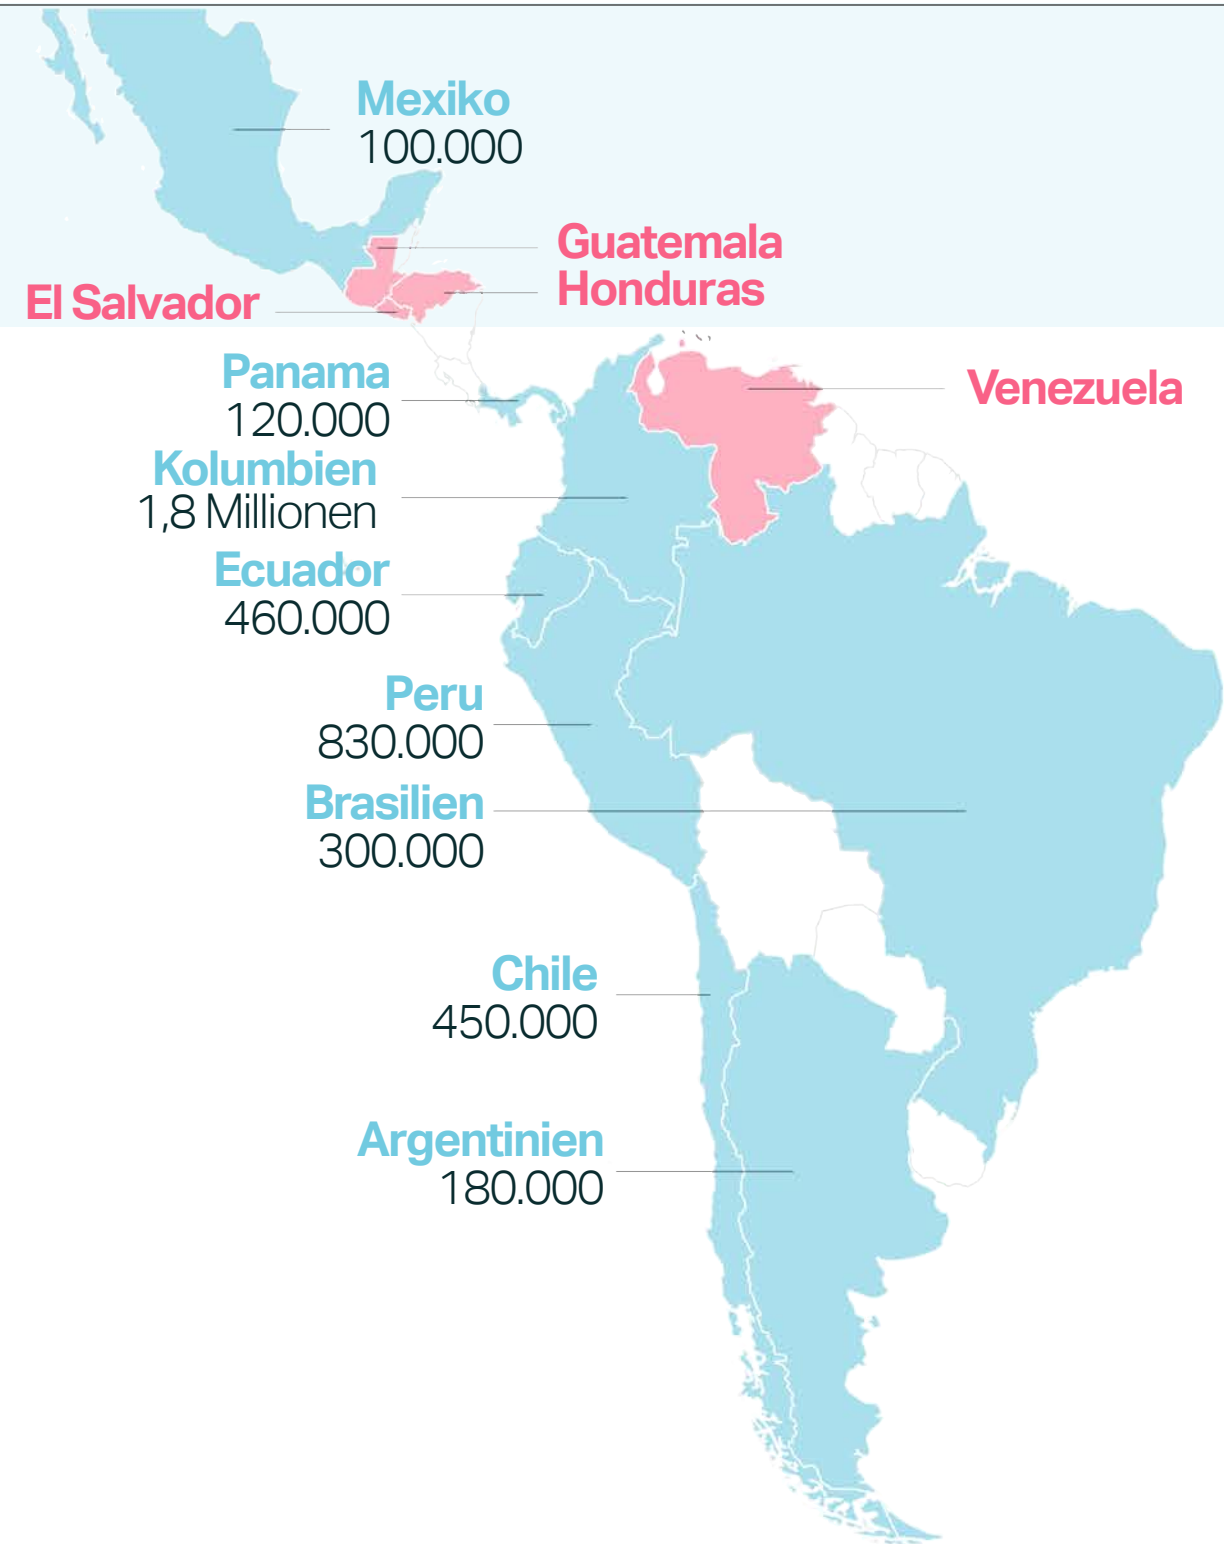 Mexiko
100.000
Guatemala
Honduras
El Salvador
Panama
120.000
Venezuela
Kolumbien
1,8 Millionen
Ecuador
460.000
Peru
830.000
Brasilien
300.000
Chile
450.000
Argentinien
180.000